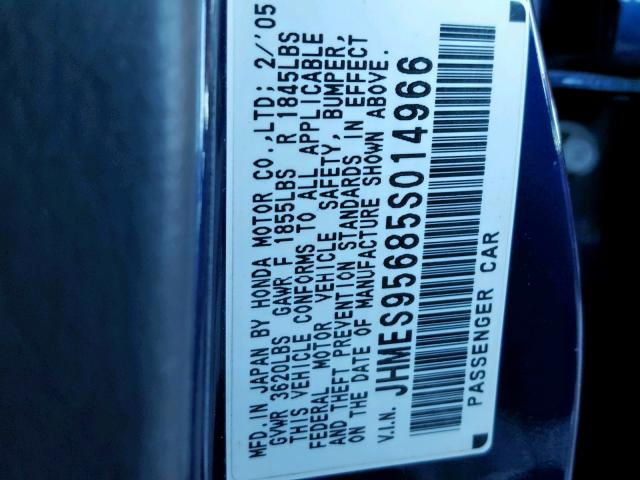 MFD.IN JAPAN BY HONDA MOTOR CO.,LTD; 2/'05
GVWR 3620LBS GAWR F 1855LBS R 1845LBS
THIS VEHICLE CONFORMS TO ALL APPLICABLE
FEDERAL MOTOR VEHICLE SAFETY, BUMPER,
AND THEFT PREVENTION STANDARDS IN EFFECT
ON THE DATE OF MANUFACTURE SHOWN ABOVE.
V.I.N. JHMES95685S014966
PASSENGER CAR